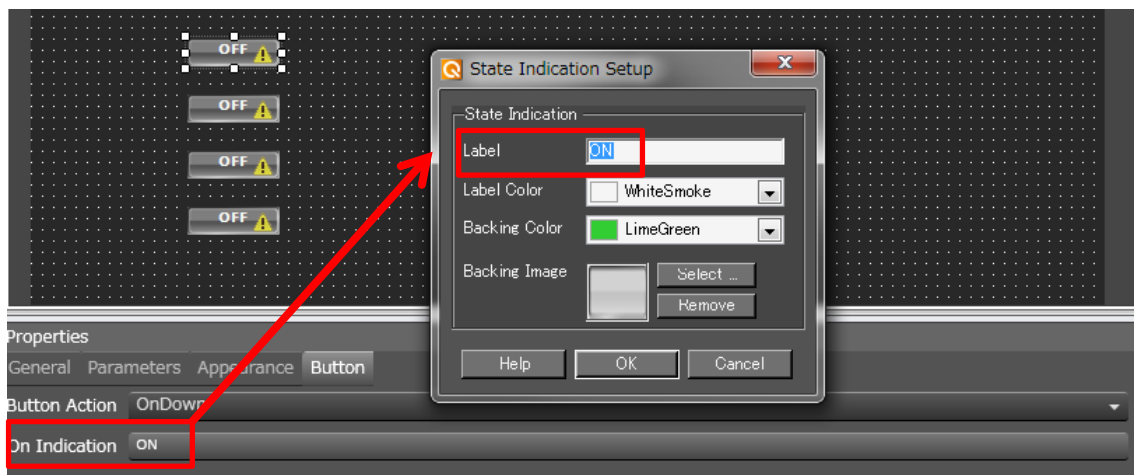 OFF
OFF
OFF
OFF
State Indication Setup
State Indication
Label ON
Label Color WhiteSmoke
Backing Color LimeGreen
Backing Image Select ...
Remove
Help OK Cancel
Properties
General Parameters Appearance Button
Button Action OnDown
On Indication ON